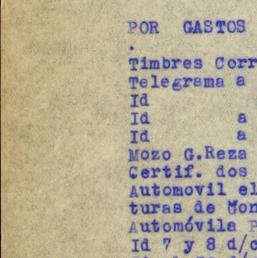 POR GASTOS
.
Timbres Corr
Telegrama a
Id
Id a
Id a
Mozo G.Reza
Certif. dos
Automovil el
turas de Gon
Automóvila P
Id 7 y 8 d/c